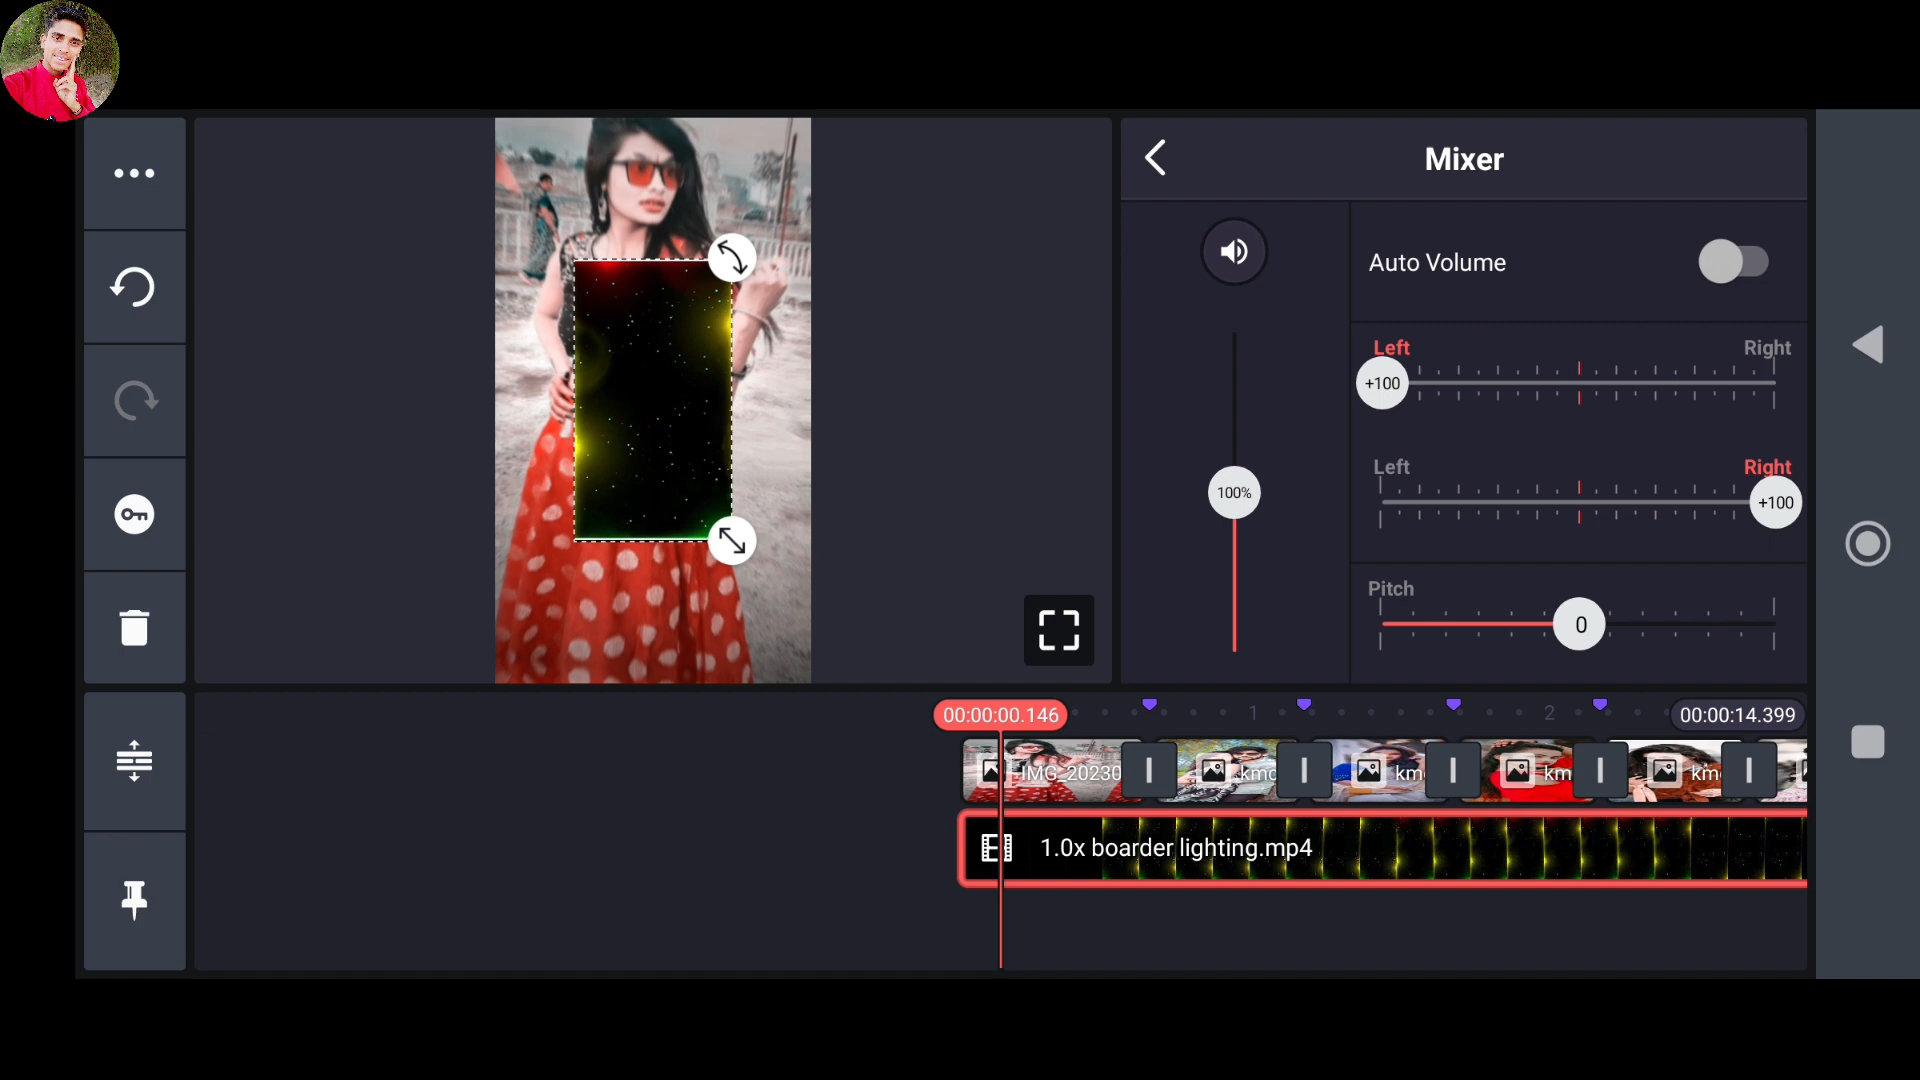 Mixer
Auto Volume
Left Right
+100
Left Right
+100
100%
Pitch
0
00:00:00.146
1
2
00:00:14.399
IMG_20230
kmc
km
km
km
1.0x boarder lighting.mp4